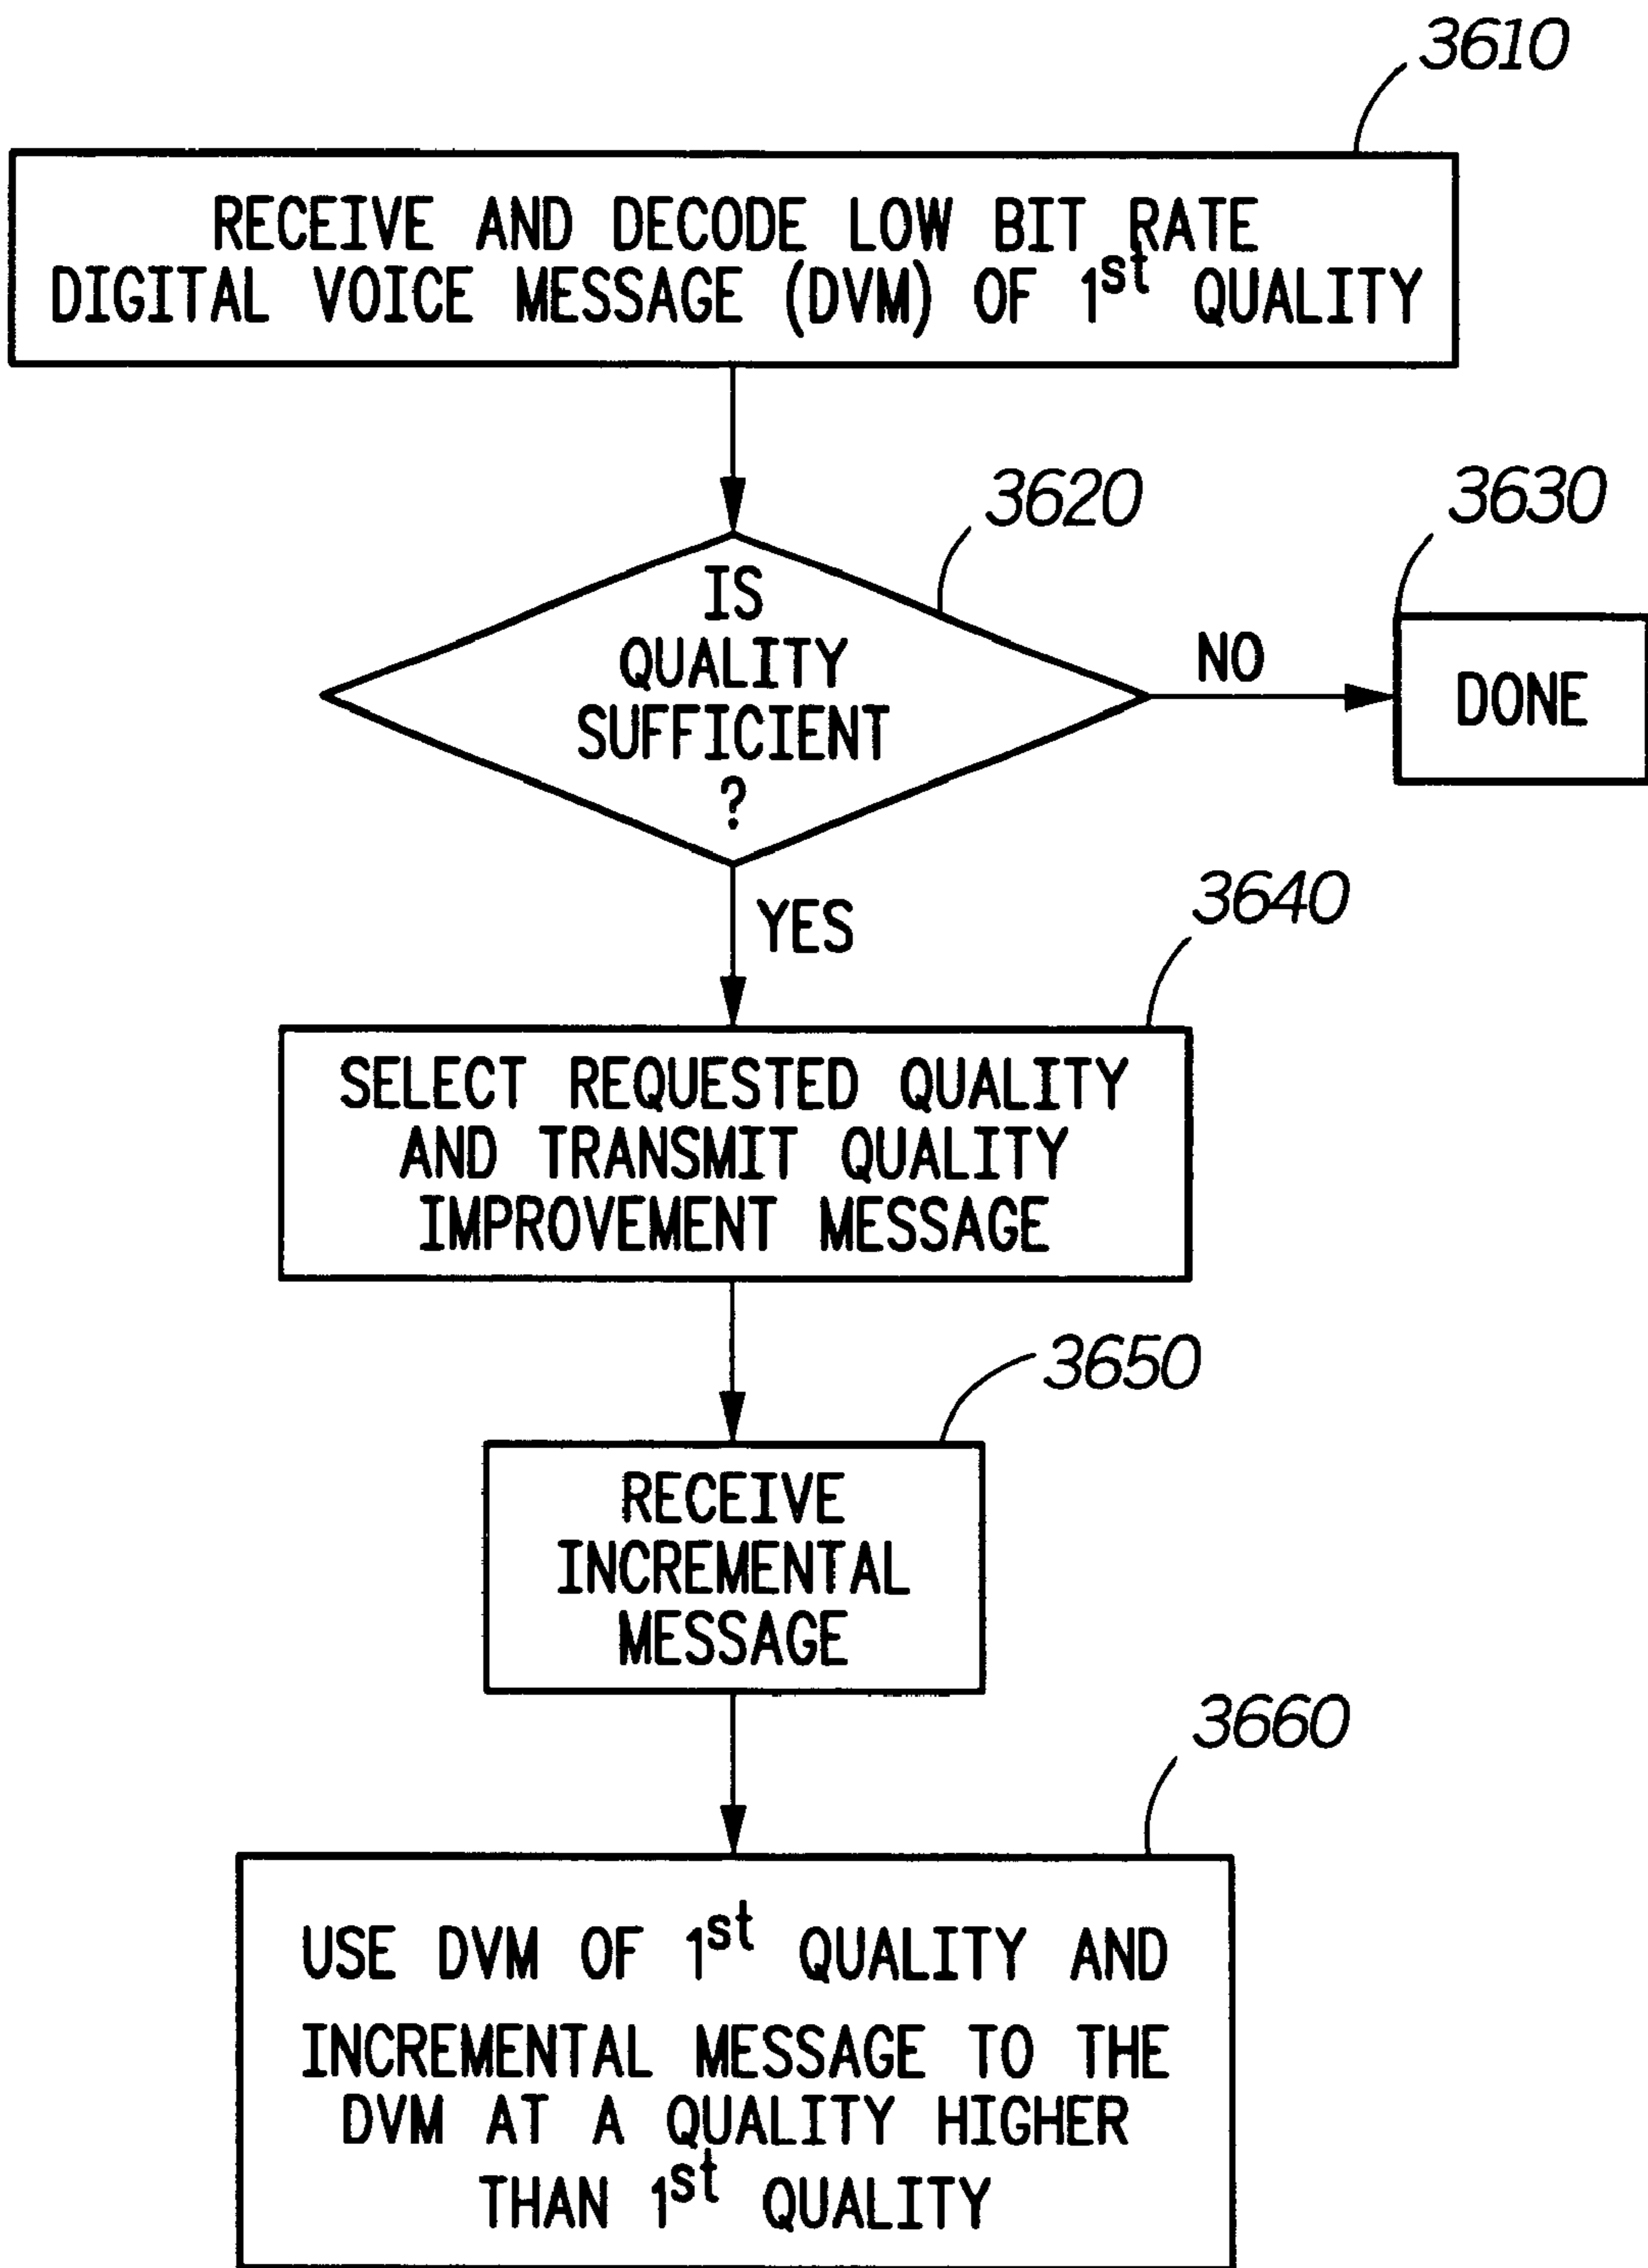 3610
RECEIVE AND DECODE LOW BIT RATE
DIGITAL VOICE MESSAGE (DVM) OF 1st QUALITY
3620
3630
IS
QUALITY
SUFFICIENT
?
NO
DONE
YES
3640
SELECT REQUESTED QUALITY
AND TRANSMIT QUALITY
IMPROVEMENT MESSAGE
3650
RECEIVE
INCREMENTAL
MESSAGE
3660
USE DVM OF 1st QUALITY AND
INCREMENTAL MESSAGE TO THE
DVM AT A QUALITY HIGHER
THAN 1st QUALITY